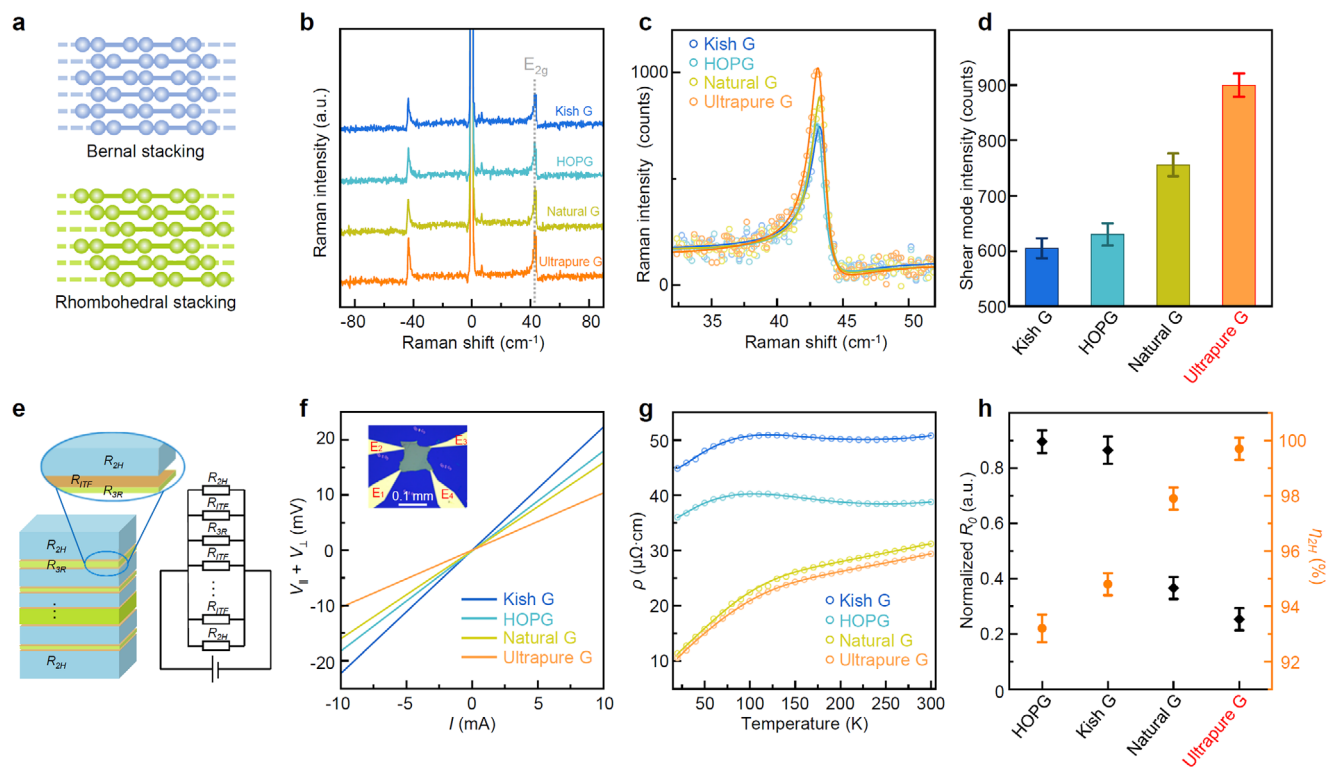 a
Bernal stacking
Rhombohedral stacking
b
Raman intensity (a.u.)
E2g
Kish G
HOPG
Natural G
Ultrapure G
-80 -40 0 40 80
Raman shift (cm-1)
c
Raman intensity (counts)
1000
0
Kish G
HOPG
Natural G
Ultrapure G
35 40 45 50
Raman shift (cm-1)
d
Shear mode intensity (counts)
900
800
700
600
500
Kish G
HOPG
Natural G
Ultrapure G
e
R2H
RITF
R3R
R2H
R3R
R2H
R2H
RITF
R3R
RITF
RITF
R2H
f
V∥ + V⊥ (mV)
20
10
0
-10
-20
E2
E3
E1
E4
0.1 mm
Kish G
HOPG
Natural G
Ultrapure G
-10 -5 0 5 10
I (mA)
g
ρ (μΩ·cm)
50
40
30
20
10
Kish G
HOPG
Natural G
Ultrapure G
50 100 150 200 250 300
Temperature (K)
h
Normalized R0 (a.u.)
0.8
0.6
0.4
0.2
0
100
98
96
94
92
η2H (%)
HOPG
Kish G
Natural G
Ultrapure G